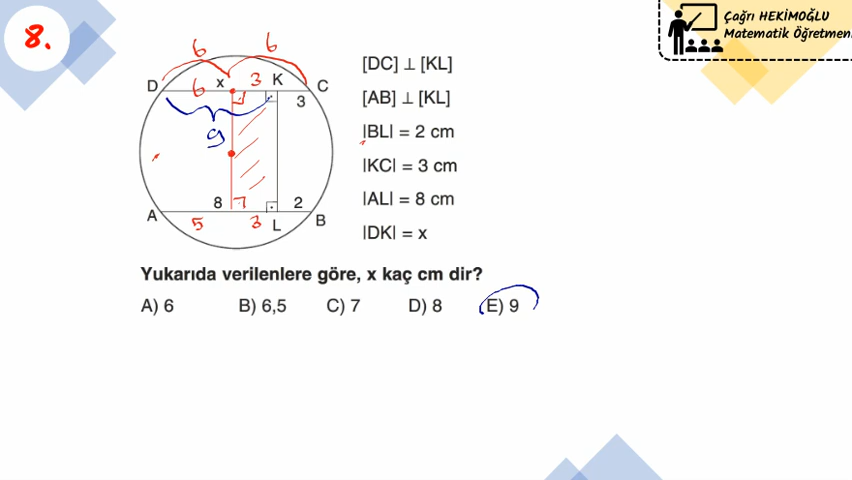 8.
Çağrı HEKİMOĞLU
Matematik Öğretmeni
6 6
D 6 x 3 K C
3
9
8 2
A 5 3 L B
[DC] ⊥ [KL]
[AB] ⊥ [KL]
|BL| = 2 cm
|KC| = 3 cm
|AL| = 8 cm
|DK| = x
Yukarıda verilenlere göre, x kaç cm dir?
A) 6 B) 6,5 C) 7 D) 8 E) 9